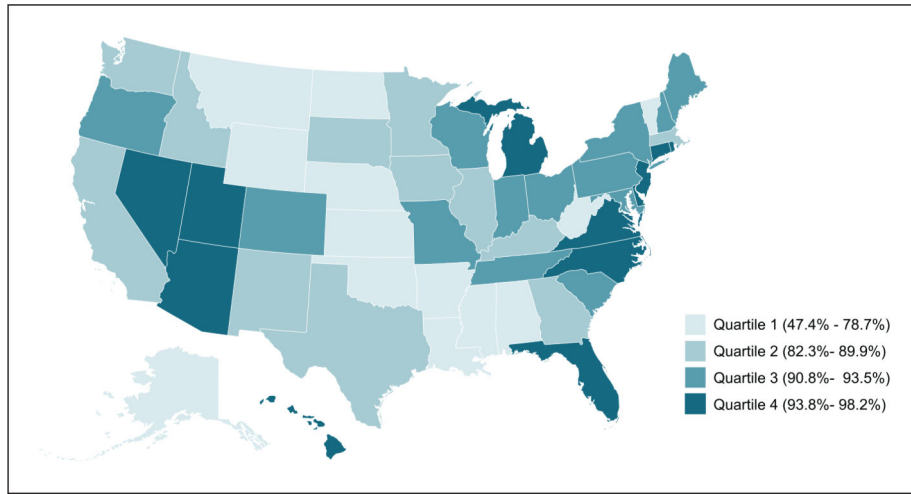 Quartile 1 (47.4% - 78.7%)
Quartile 2 (82.3%- 89.9%)
Quartile 3 (90.8%-  93.5%)
Quartile 4 (93.8%- 98.2%)